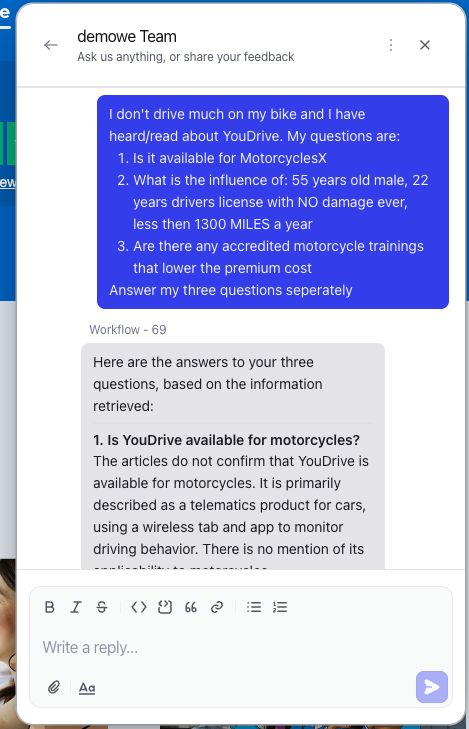 e
demowe Team
Ask us anything, or share your feedback
I don't drive much on my bike and I have
heard/read about YouDrive. My questions are:
1. Is it available for MotorcyclesX
2. What is the influence of: 55 years old male, 22
years drivers license with NO damage ever,
less then 1300 MILES a year
3. Are there any accredited motorcycle trainings
that lower the premium cost
Answer my three questions seperately
ew
Workflow - 69
Here are the answers to your three
questions, based on the information
retrieved:
1. Is YouDrive available for motorcycles?
The articles do not confirm that YouDrive is
available for motorcycles. It is primarily
described as a telematics product for cars,
using a wireless tab and app to monitor
driving behavior. There is no mention of its
applicability to motorcycles
B I S
Write a reply...
Aa